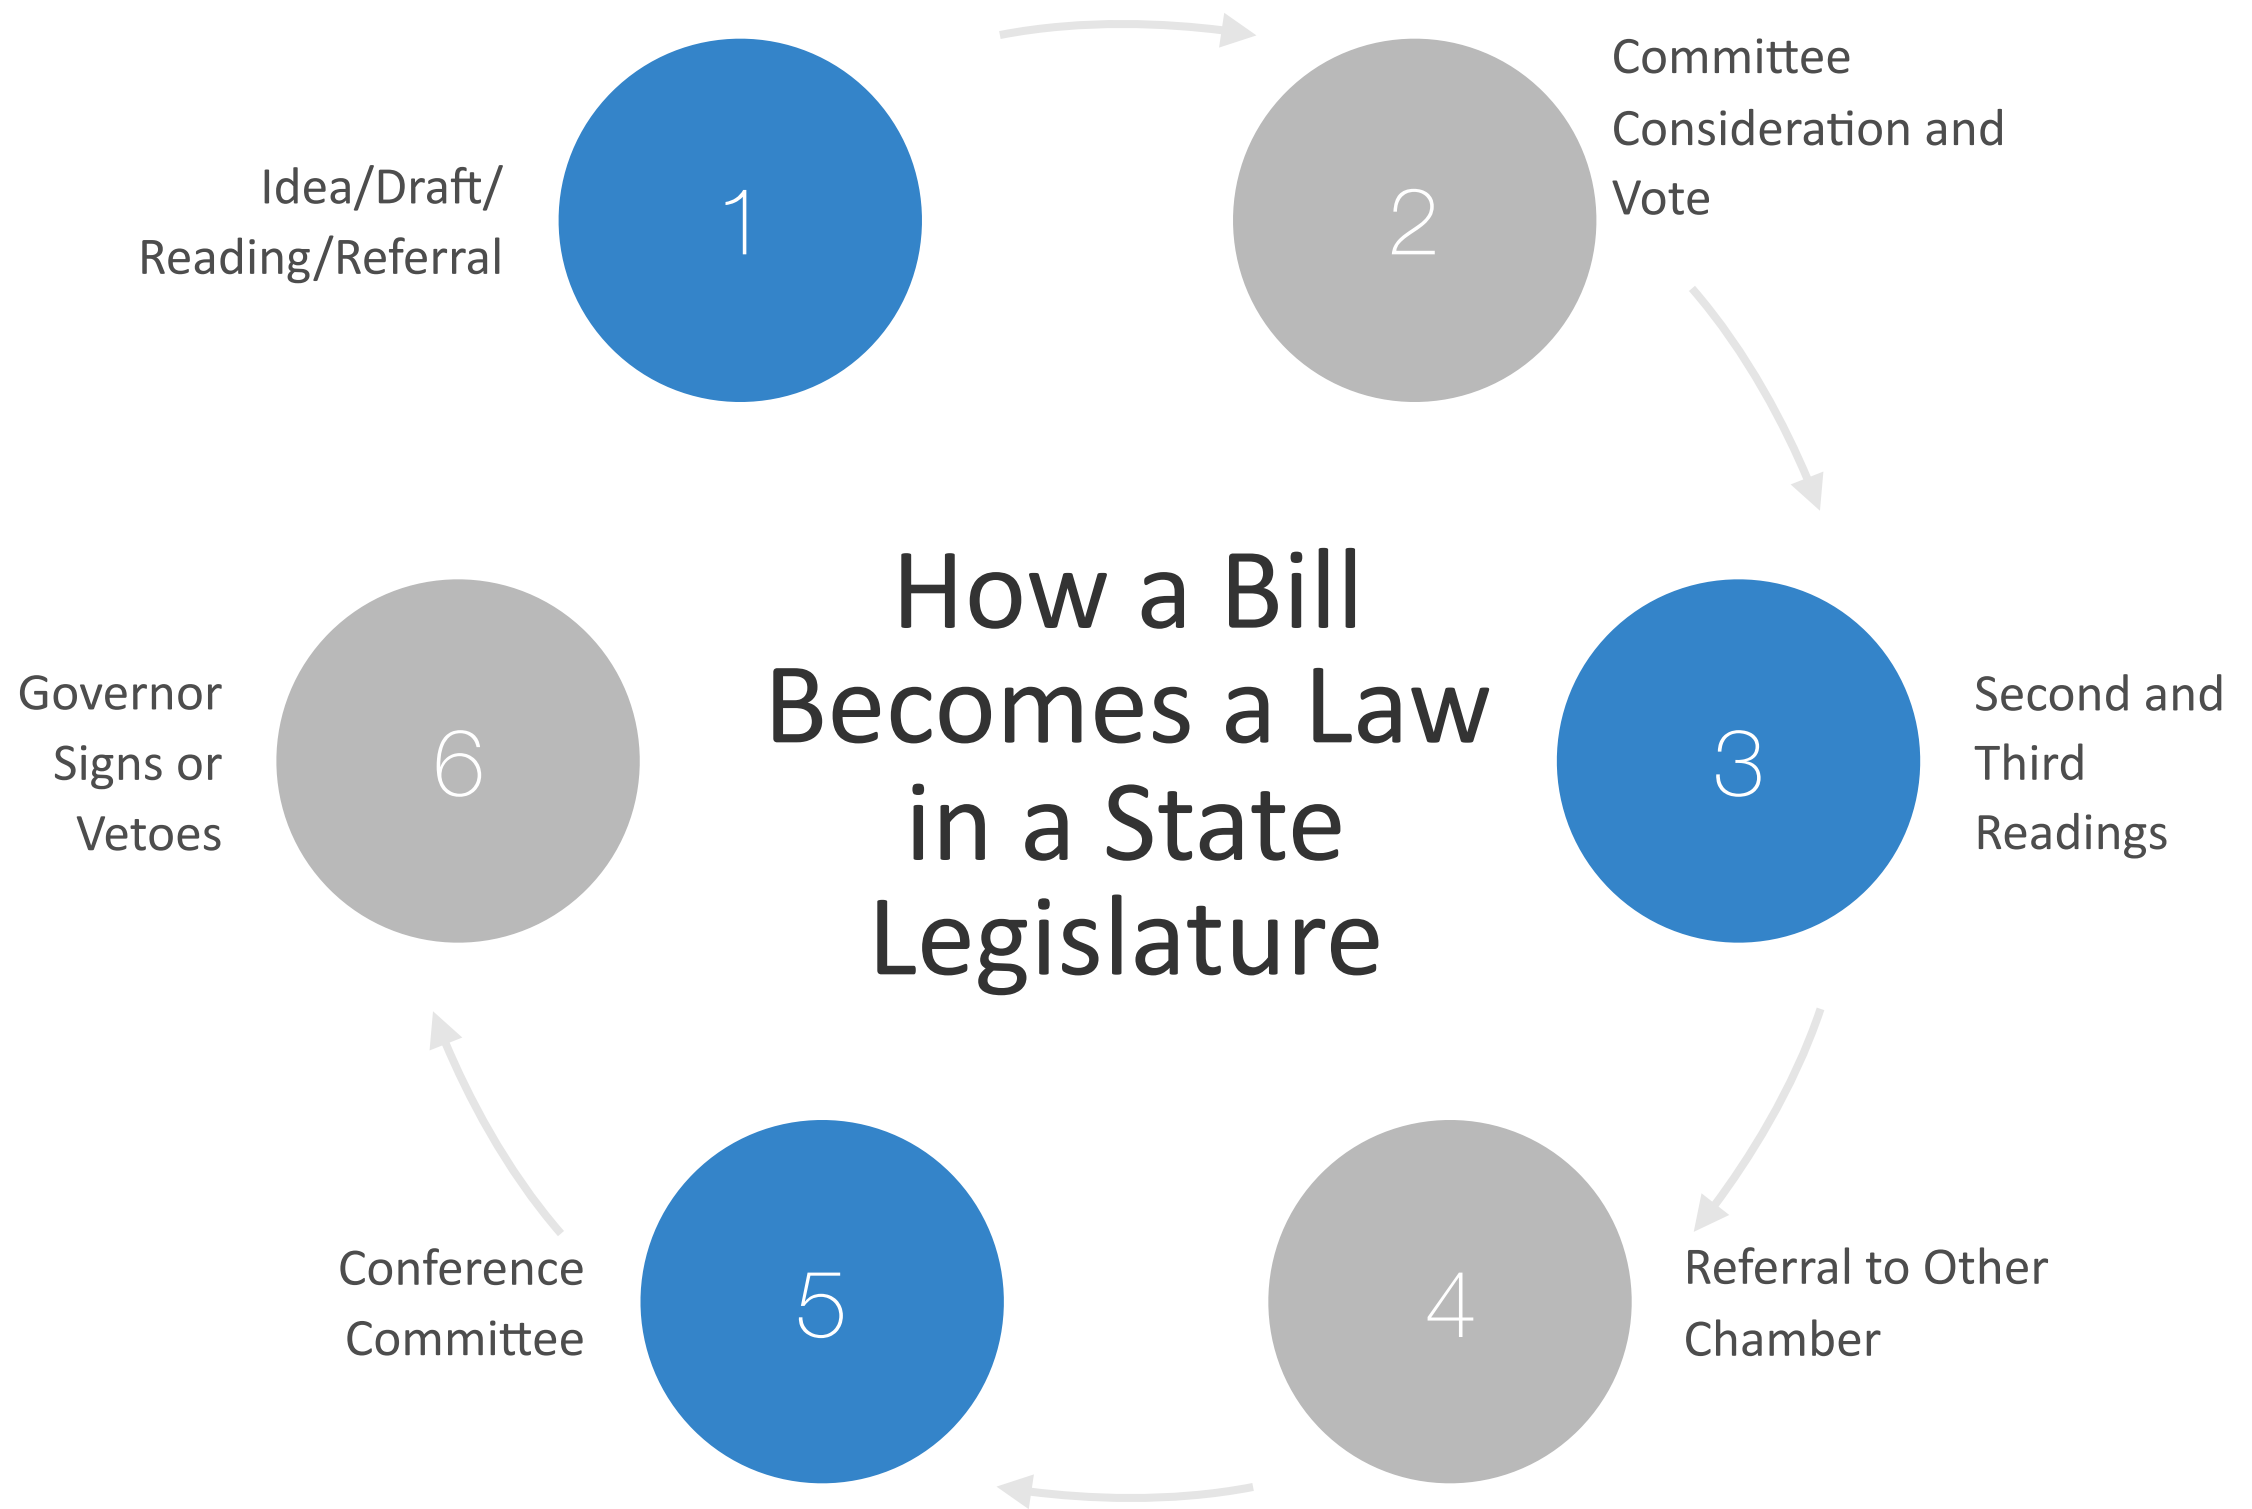 1
Idea/Draft/
Reading/Referral
2
Committee
Consideration and
Vote
3
Second and
Third
Readings
4
Referral to Other
Chamber
5
Conference
Committee
6
Governor
Signs or
Vetoes
How a Bill
Becomes a Law
in a State
Legislature